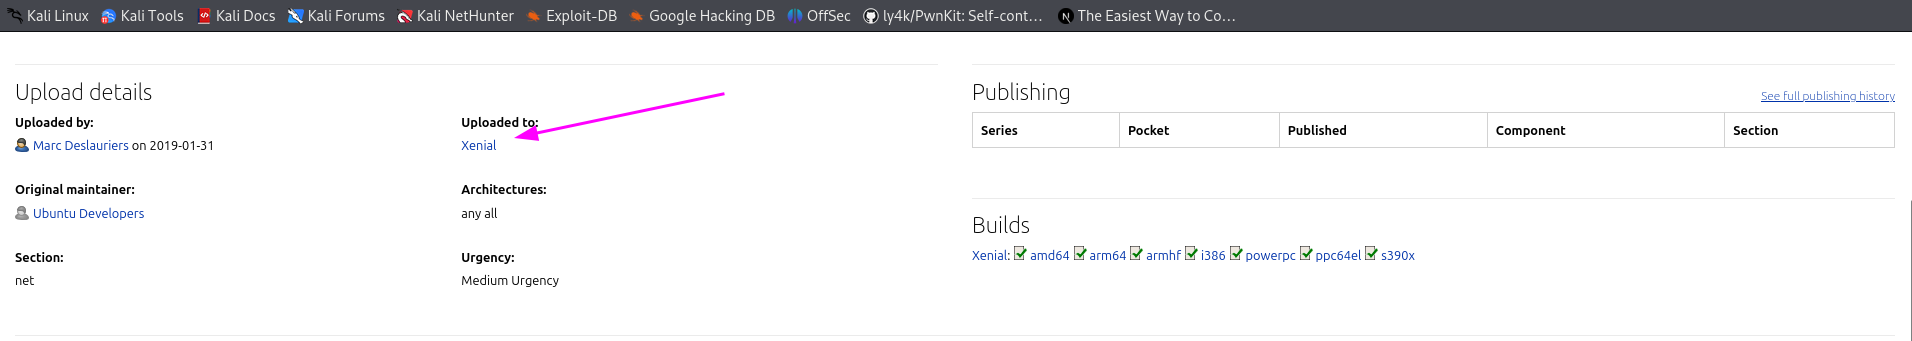 Kali Linux Kali Tools Kali Docs Kali Forums Kali NetHunter Exploit-DB Google Hacking DB OffSec ly4k/PwnKit: Self-cont… The Easiest Way to Co…
Upload details
Uploaded by:
Marc Deslauriers on 2019-01-31
Uploaded to:
Xenial
Original maintainer:
Ubuntu Developers
Architectures:
any all
Section:
net
Urgency:
Medium Urgency
Publishing
See full publishing history
Series Pocket Published Component Section
Builds
Xenial: amd64 arm64 armhf i386 powerpc ppc64el s390x